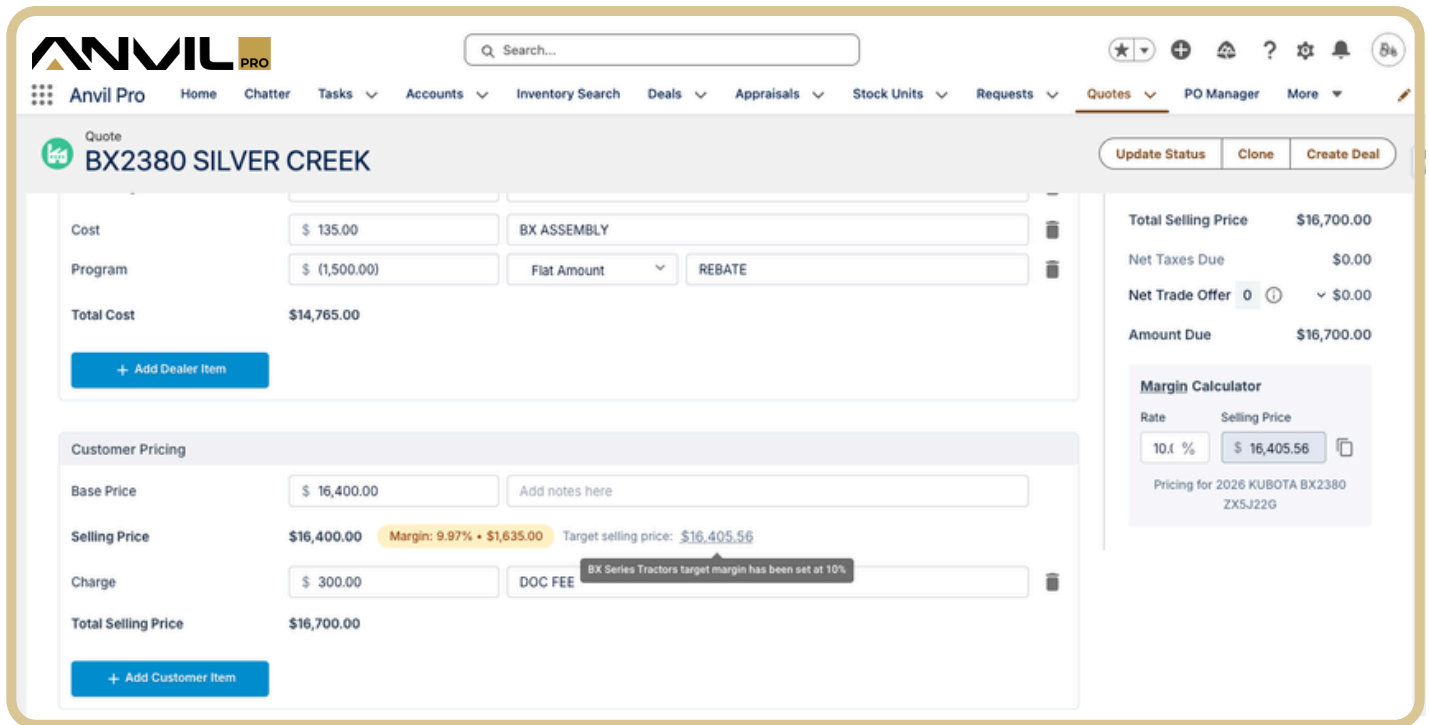 ANVIL PRO
Search...
Anvil Pro Home Chatter Tasks Accounts Inventory Search Deals Appraisals Stock Units Requests Quotes PO Manager More
Quote
BX2380 SILVER CREEK
Update Status Clone Create Deal
Cost $ 135.00 BX ASSEMBLY
Program $ (1,500.00) Flat Amount REBATE
Total Cost $14,765.00
+ Add Dealer Item
Customer Pricing
Base Price $ 16,400.00 Add notes here
Selling Price $16,400.00 Margin: 9.97% • $1,635.00 Target selling price: $16,405.56
BX Series Tractors target margin has been set at 10%
Charge $ 300.00 DOC FEE
Total Selling Price $16,700.00
+ Add Customer Item
Total Selling Price $16,700.00
Net Taxes Due $0.00
Net Trade Offer 0 $0.00
Amount Due $16,700.00
Margin Calculator
Rate Selling Price
10.( % $ 16,405.56
Pricing for 2026 KUBOTA BX2380
ZX5J22G